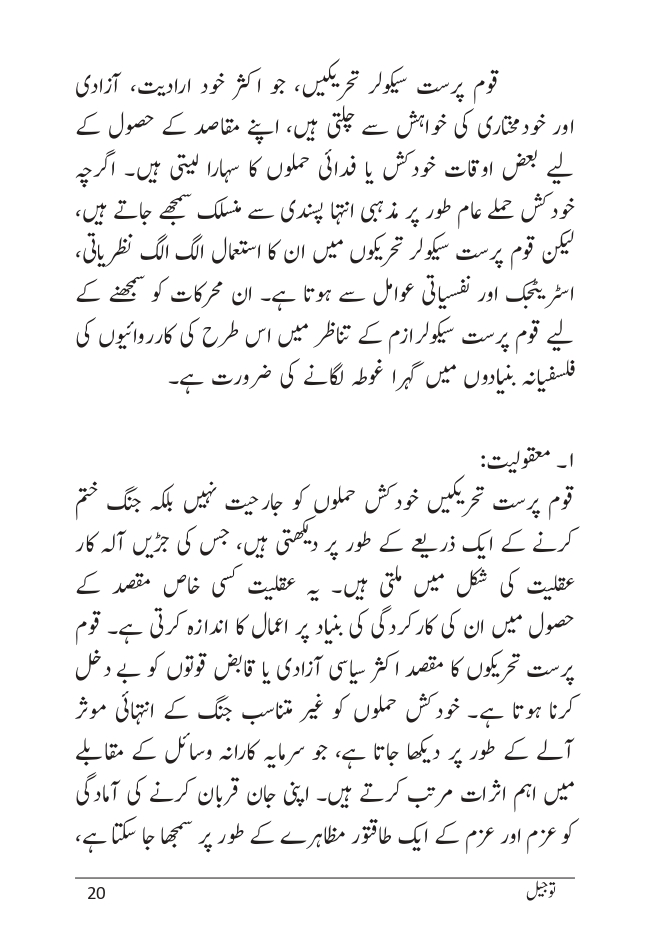 قوم پرست سیکولر تحریکیں، جو اکثر خود ارادیت، آزادی
اور خودمختاری کی خواہش سے چلتی ہیں، اپنے مقاصد کے حصول کے
لیے بعض اوقات خودکش یا فدائی حملوں کا سہارا لیتی ہیں۔ اگرچہ
خودکش حملے عام طور پر مذہبی انتہا پسندی سے منسلک سمجھے جاتے ہیں،
لیکن قوم پرست سیکولر تحریکوں میں ان کا استعمال الگ الگ نظریاتی،
اسٹریٹجک اور نفسیاتی عوامل سے ہوتا ہے۔ ان محرکات کو سمجھنے کے
لیے قوم پرست سیکولرازم کے تناظر میں اس طرح کی کارروائیوں کی
فلسفیانہ بنیادوں میں گہرا غوطہ لگانے کی ضرورت ہے۔
۱۔ معقولیت:
قوم پرست تحریکیں خودکش حملوں کو جارحیت نہیں بلکہ جنگ ختم
کرنے کے ایک ذریعے کے طور پر دیکھتی ہیں، جس کی جڑیں آلہ کار
عقلیت کی شکل میں ملتی ہیں۔ یہ عقلیت کسی خاص مقصد کے
حصول میں ان کی کارکردگی کی بنیاد پر اعمال کا اندازہ کرتی ہے۔ قوم
پرست تحریکوں کا مقصد اکثر سیاسی آزادی یا قابض قوتوں کو بے دخل
کرنا ہوتا ہے۔ خودکش حملوں کو غیر متناسب جنگ کے انتہائی موثر
آلے کے طور پر دیکھا جاتا ہے، جو سرمایہ کارانہ وسائل کے مقابلے
میں اہم اثرات مرتب کرتے ہیں۔ اپنی جان قربان کرنے کی آمادگی
کو عزم اور عزم کے ایک طاقتور مظاہرے کے طور پر سمجھا جا سکتا ہے،
توجیل
20